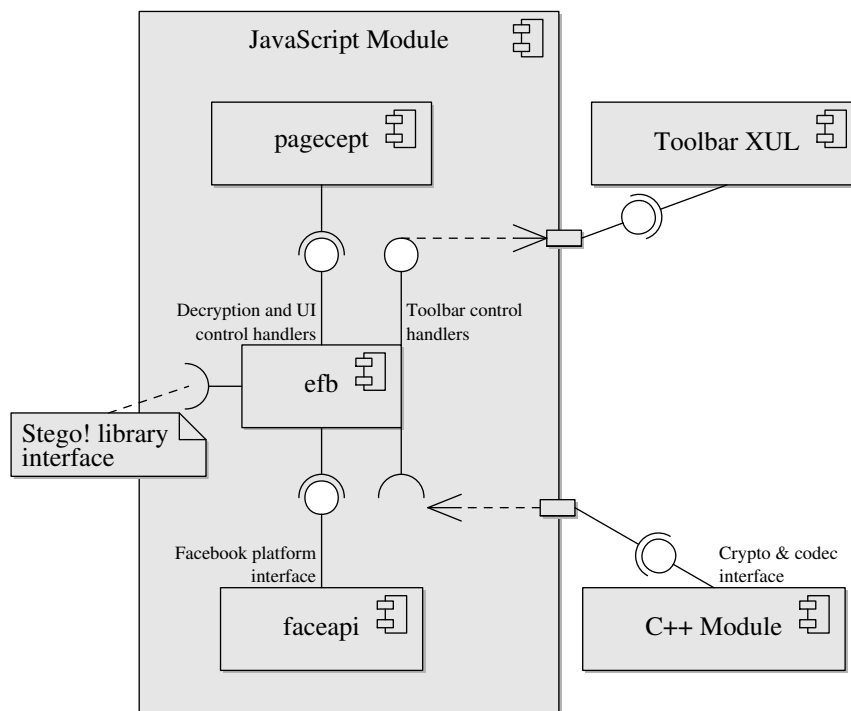 JavaScript Module
pagecept
Toolbar XUL
Decryption and UI
control handlers
Toolbar control
handlers
efb
Stego! library
interface
Facebook platform
interface
Crypto & codec
interface
faceapi
C++ Module